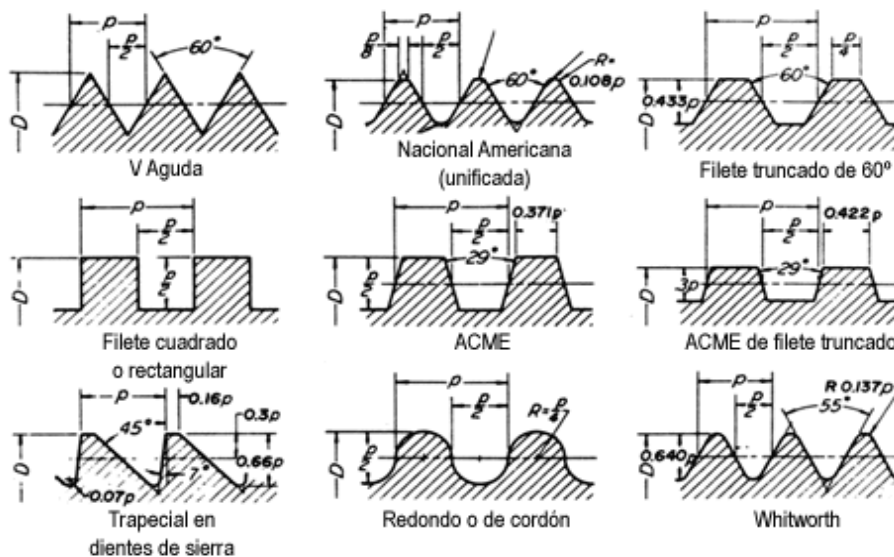 p
p/2
60°
D
V Aguda
p
p/8
p/2
60°
R=
0.108p
D
Nacional Americana
(unificada)
p
p/2
p/4
60°
0.433p
D
Filete truncado de 60º
p
p/2
p/2
D
Filete cuadrado
o rectangular
p
p/2
0.371p
29°
p/2
D
ACME
p
p/2
0.422p
29°
3p
D
ACME de filete truncado
p
0.16p
45°
0.3p
0.66p
7°
0.07p
D
Trapecial en
dientes de sierra
p
p/2
R=p/4
p/2
D
Redondo o de cordón
p
R 0.137p
p/2
55°
0.640p
D
Whitworth